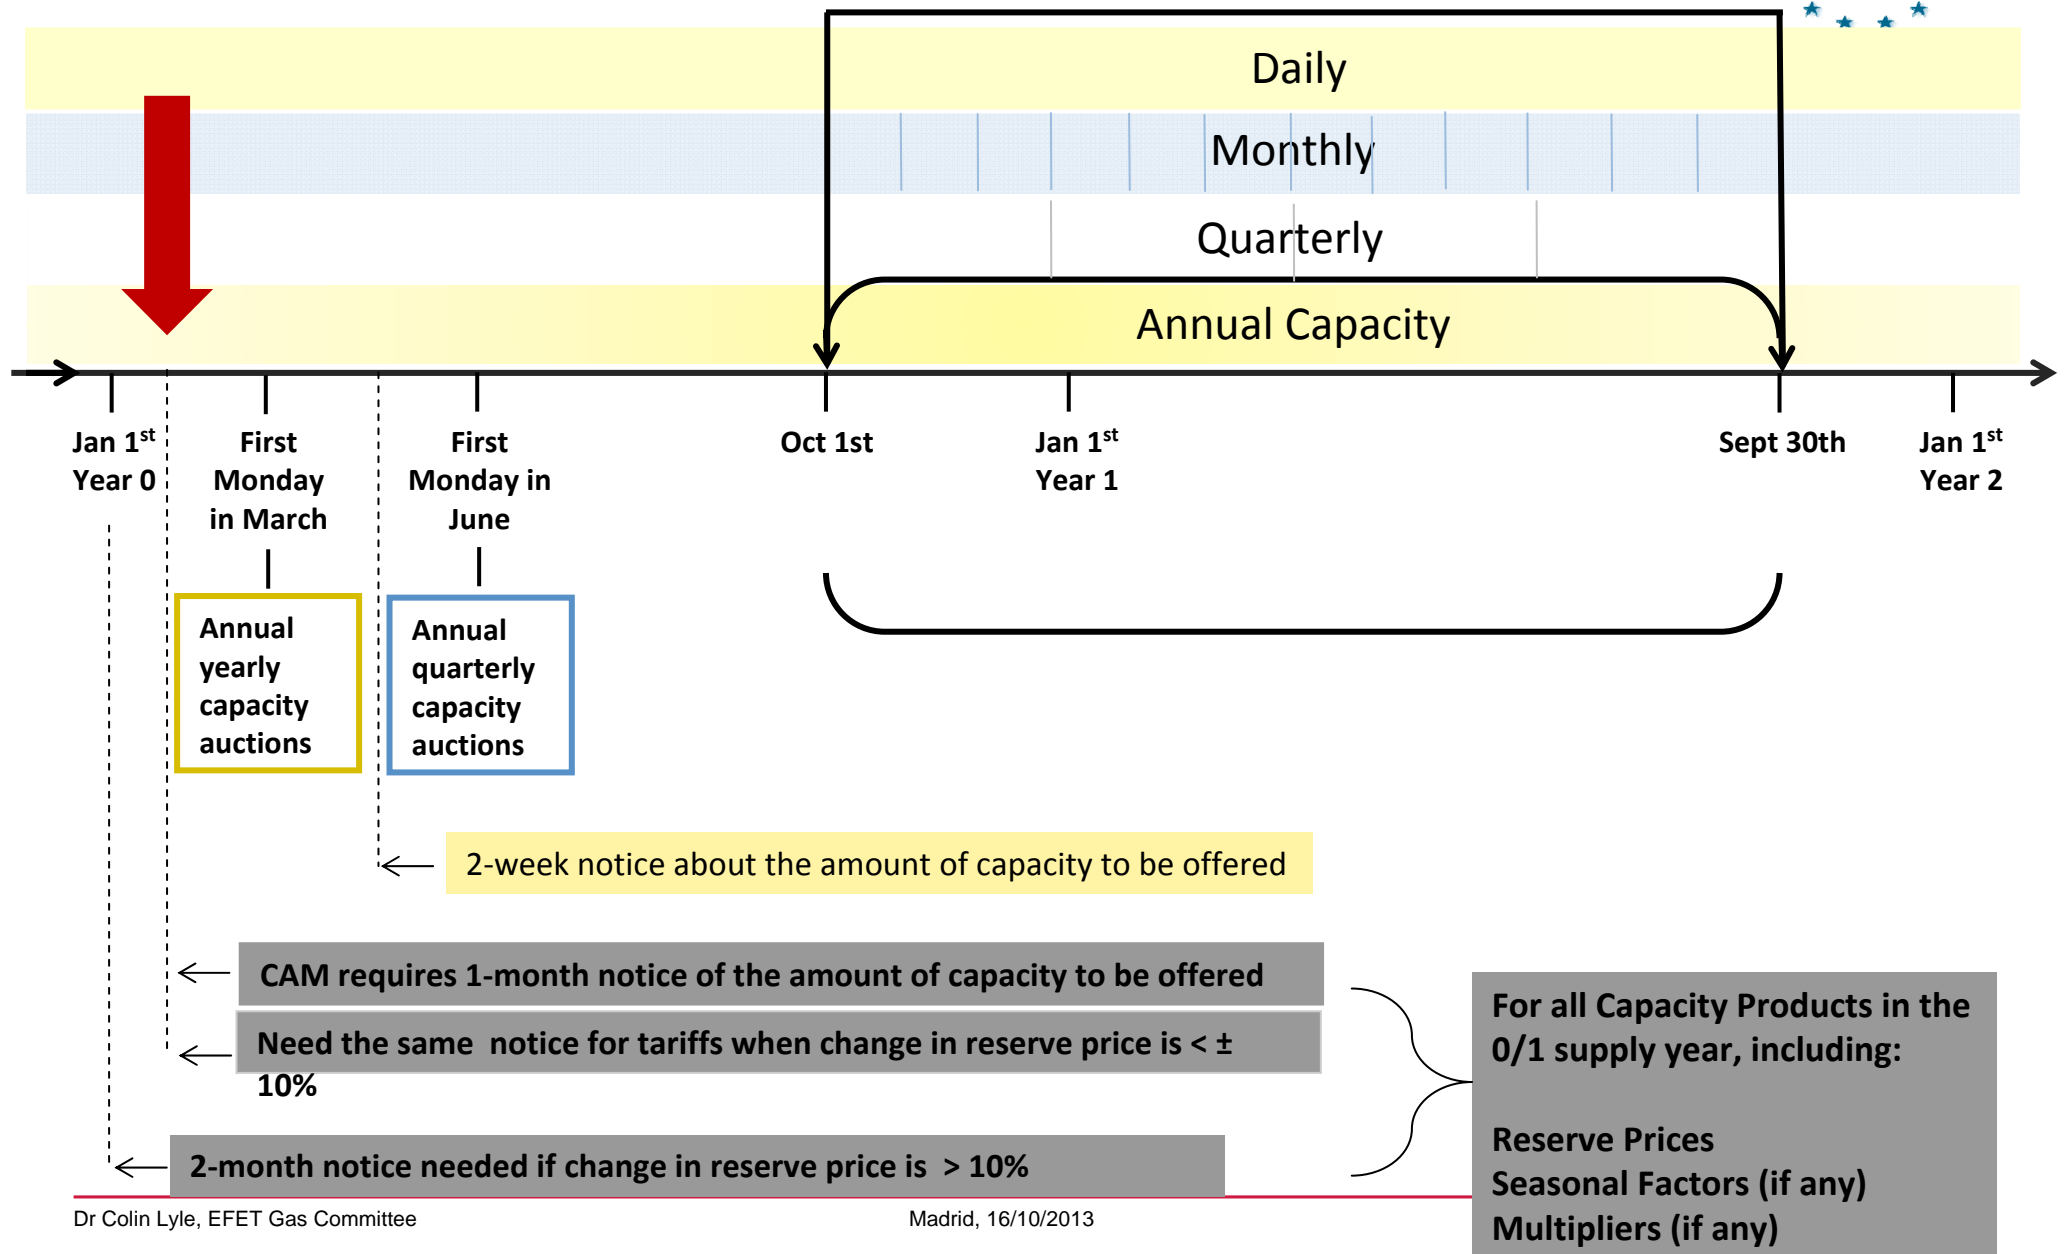 Daily
Monthly
Quarterly
Annual Capacity
Jan 1st
Year 0
First
Monday
in March
First
Monday in
June
Oct 1st
Jan 1st
Year 1
Sept 30th
Jan 1st
Year 2
Annual
yearly
capacity
auctions
Annual
quarterly
capacity
auctions
2-week notice about the amount of capacity to be offered
CAM requires 1-month notice of the amount of capacity to be offered
Need the same  notice for tariffs when change in reserve price is < ±
10%
2-month notice needed if change in reserve price is  > 10%
For all Capacity Products in the
0/1 supply year, including:
Reserve Prices
Seasonal Factors (if any)
Multipliers (if any)
Dr Colin Lyle, EFET Gas Committee
Madrid, 16/10/2013